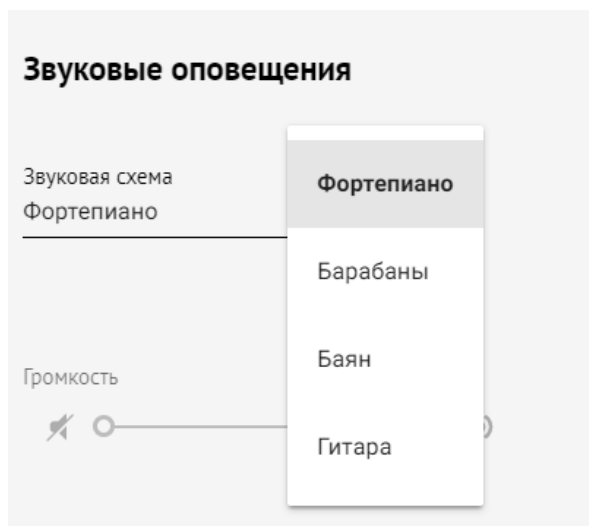 Звуковые оповещения
Звуковая схема
Фортепиано
Фортепиано
Барабаны
Баян
Гитара
Громкость